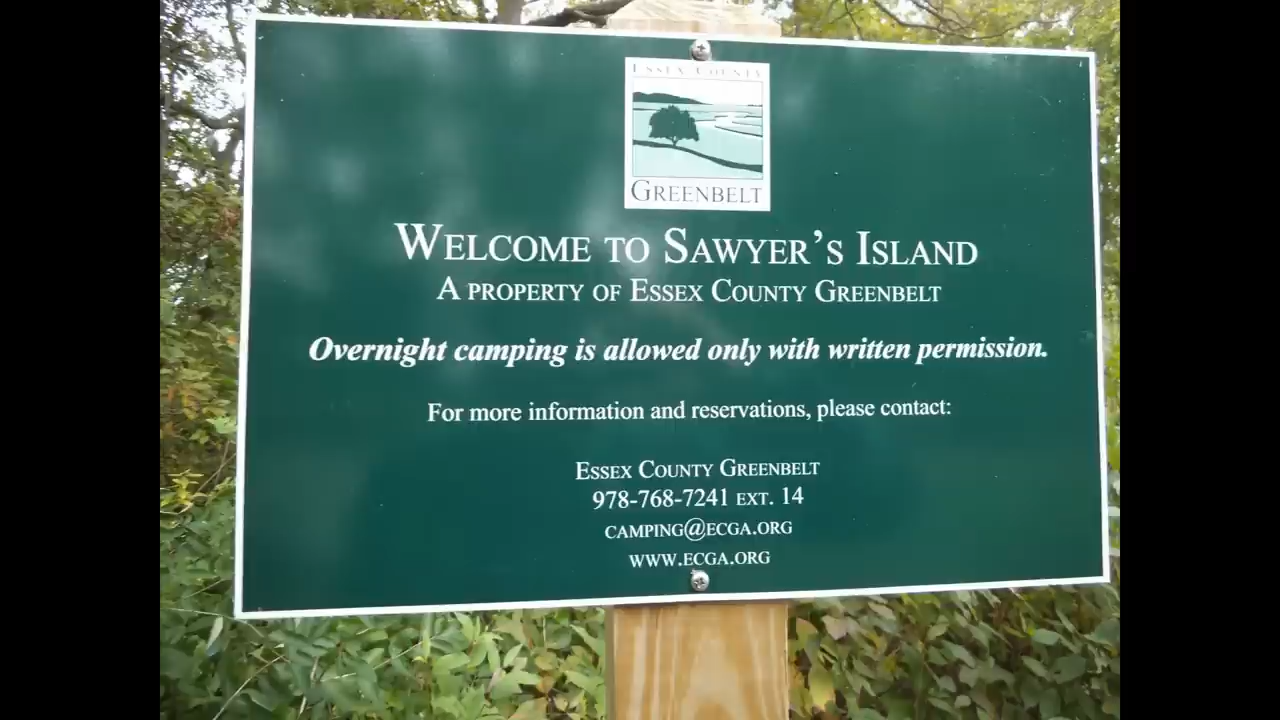 ESSEX COUNTY
GREENBELT
WELCOME TO SAWYER'S ISLAND
A PROPERTY OF ESSEX COUNTY GREENBELT
Overnight camping is allowed only with written permission.
For more information and reservations, please contact:
ESSEX COUNTY GREENBELT
978-768-7241 EXT. 14
CAMPING@ECGA.ORG
WWW.ECGA.ORG